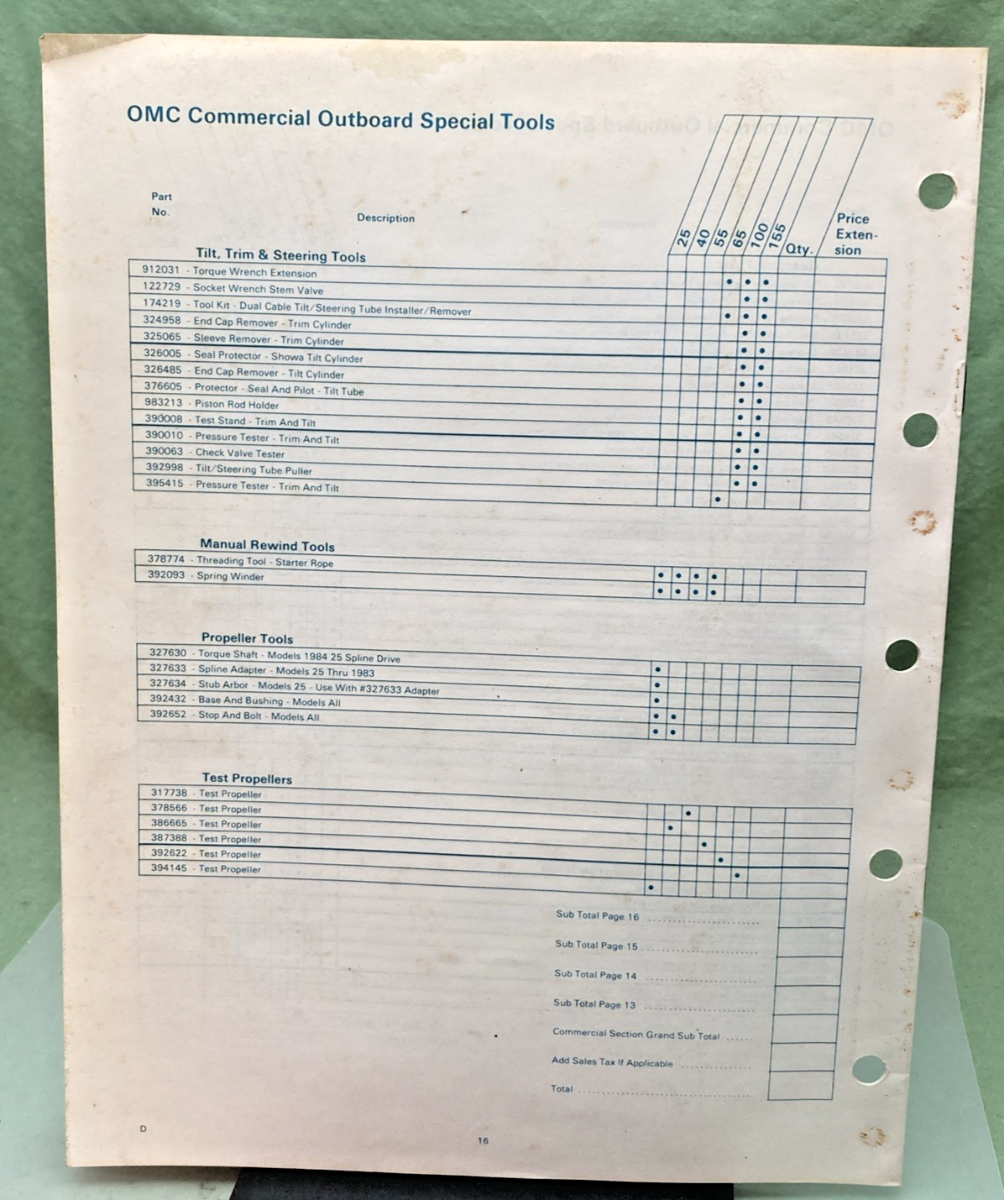 OMC Commercial Outboard Special Tools
Part
No.
Description
25
40
55
65
100
155
Qty.
Price
Exten-
sion
Tilt, Trim & Steering Tools
912031 - Torque Wrench Extension
122729 - Socket Wrench Stem Valve
174219 - Tool Kit - Dual Cable Tilt/Steering Tube Installer/Remover
324958 - End Cap Remover - Trim Cylinder
325065 - Sleeve Remover - Trim Cylinder
326005 - Seal Protector - Showa Tilt Cylinder
326485 - End Cap Remover - Tilt Cylinder
376605 - Protector - Seal And Pilot - Tilt Tube
983213 - Piston Rod Holder
390008 - Test Stand - Trim And Tilt
390010 - Pressure Tester - Trim And Tilt
390063 - Check Valve Tester
392998 - Tilt/Steering Tube Puller
395415 - Pressure Tester - Trim And Tilt
Manual Rewind Tools
378774 - Threading Tool - Starter Rope
392093 - Spring Winder
Propeller Tools
327630 - Torque Shaft - Models 1984 25 Spline Drive
327633 - Spline Adapter - Models 25 Thru 1983
327634 - Stub Arbor - Models 25 - Use With #327633 Adapter
392432 - Base And Bushing - Models All
392652 - Stop And Bolt - Models All
Test Propellers
317738 - Test Propeller
378566 - Test Propeller
386665 - Test Propeller
387388 - Test Propeller
392622 - Test Propeller
394145 - Test Propeller
Sub Total Page 16
Sub Total Page 15
Sub Total Page 14
Sub Total Page 13
Commercial Section Grand Sub Total
Add Sales Tax If Applicable
Total
D
16